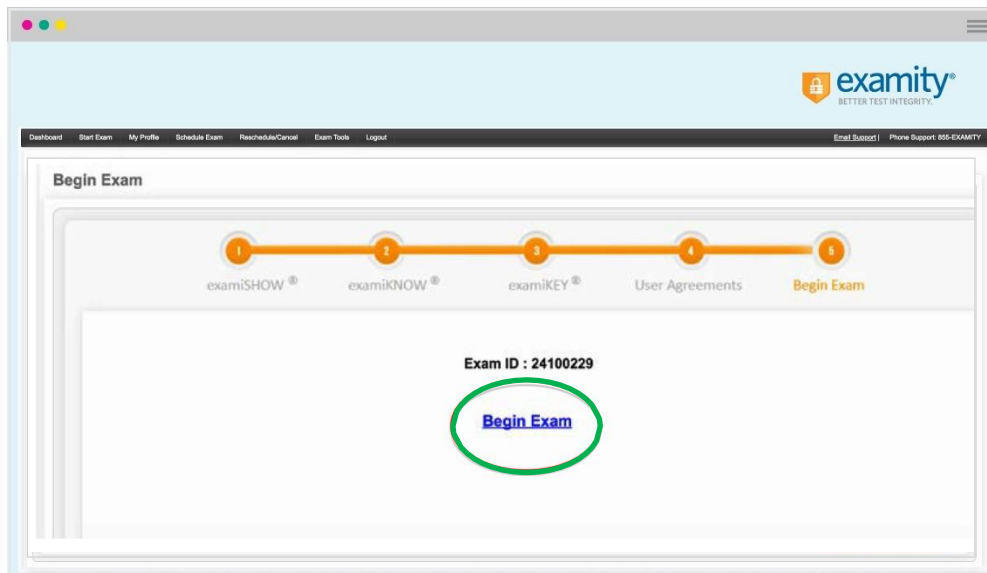 examity®
BETTER TEST INTEGRITY.
Dashboard Start Exam My Profile Schedule Exam Reschedule/Cancel Exam Tools Logout Email Support | Phone Support: 855-EXAMITY
Begin Exam
1 2 3 4 5
examiSHOW ® examiKNOW ® examiKEY ® User Agreements Begin Exam
Exam ID : 24100229
Begin Exam